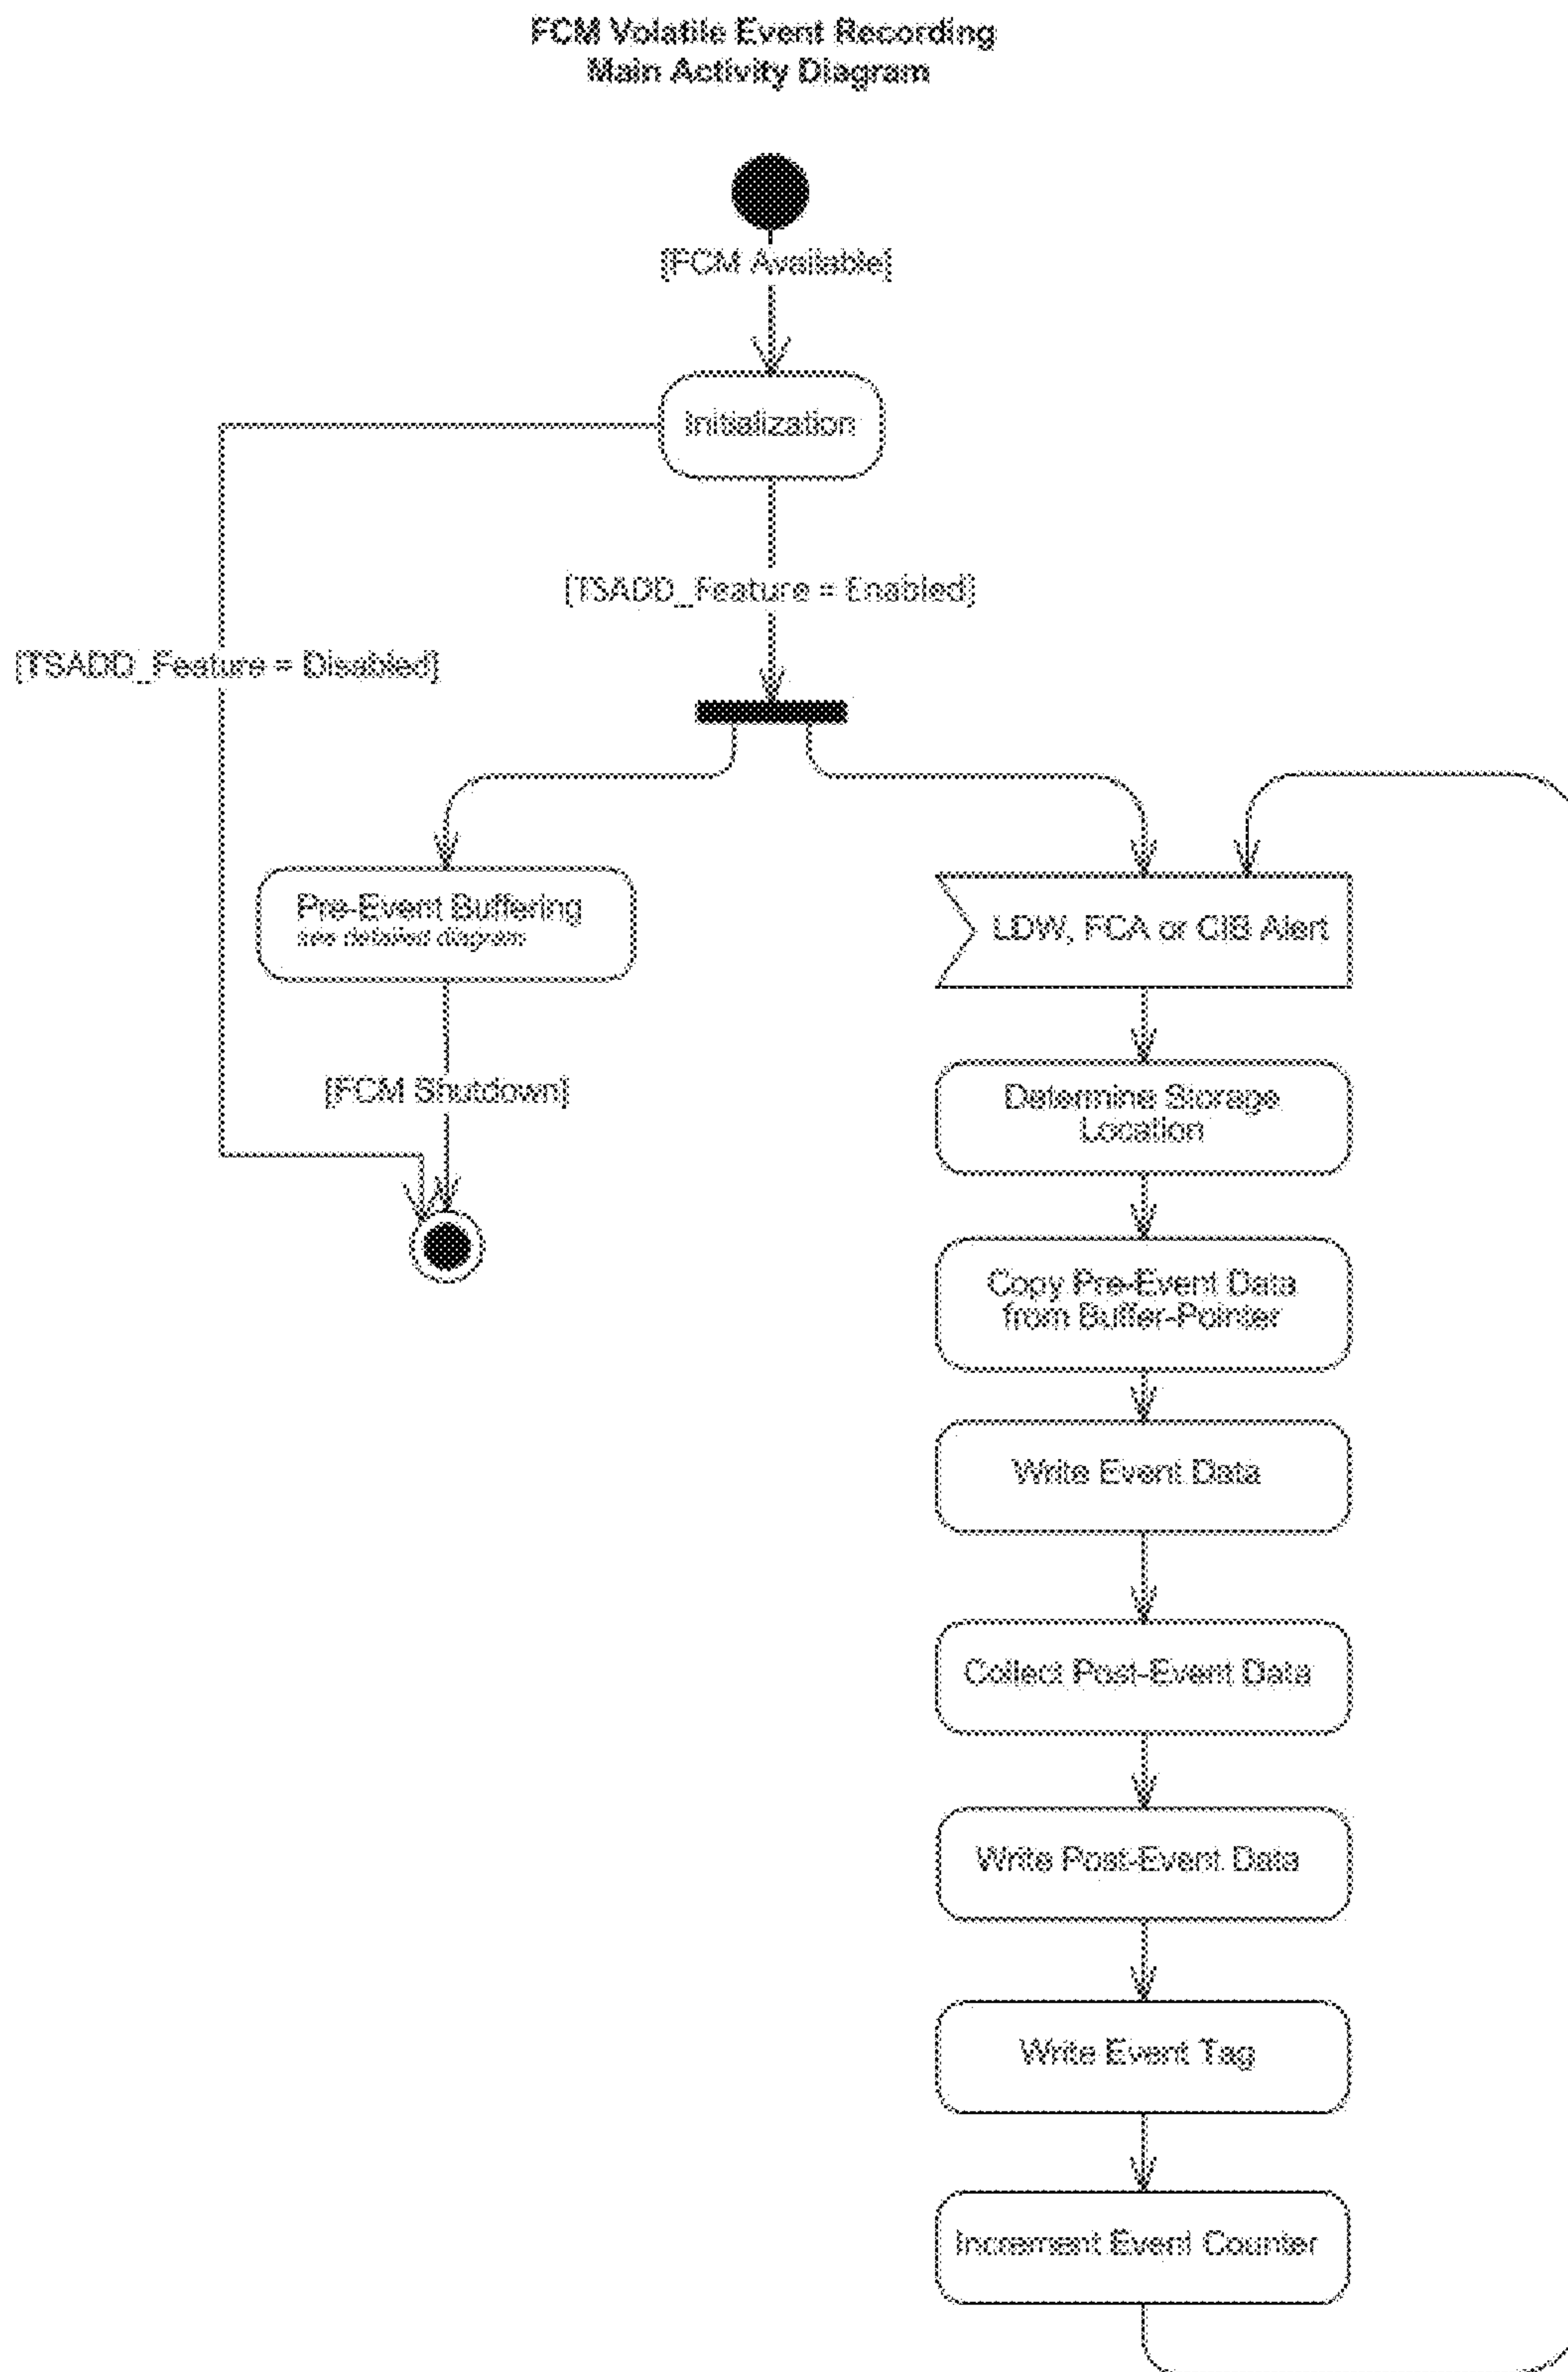 FCM Volatile Event Recording
Main Activity Diagram
[FCM Available]
Initialization
[TSADD_Feature = Enabled]
[TSADD_Feature = Disabled]
Pre-Event Buffering
see detailed diagram
LDW, FCA or CIB Alert
[FCM Shutdown]
Determine Storage
Location
Copy Pre-Event Data
from Buffer-Pointer
Write Event Data
Collect Post-Event Data
Write Post-Event Data
Write Event Tag
Increment Event Counter